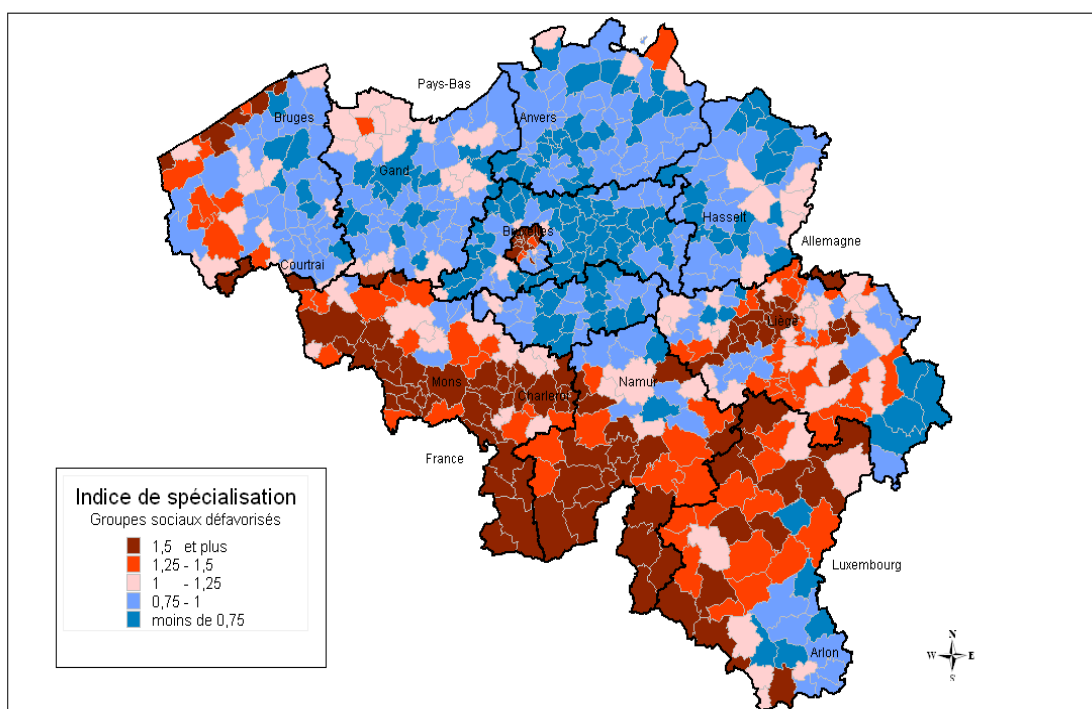 Pays-Bas
Bruges
Anvers
Gand
Hasselt
Bruxelles
Allemagne
Courtrai
Liège
Mons
Namur
Charleroi
France
Luxembourg
Arlon
Indice de spécialisation
Groupes sociaux défavorisés
1,5 et plus
1,25 - 1,5
1 - 1,25
0,75 - 1
moins de 0,75
N
W E
S